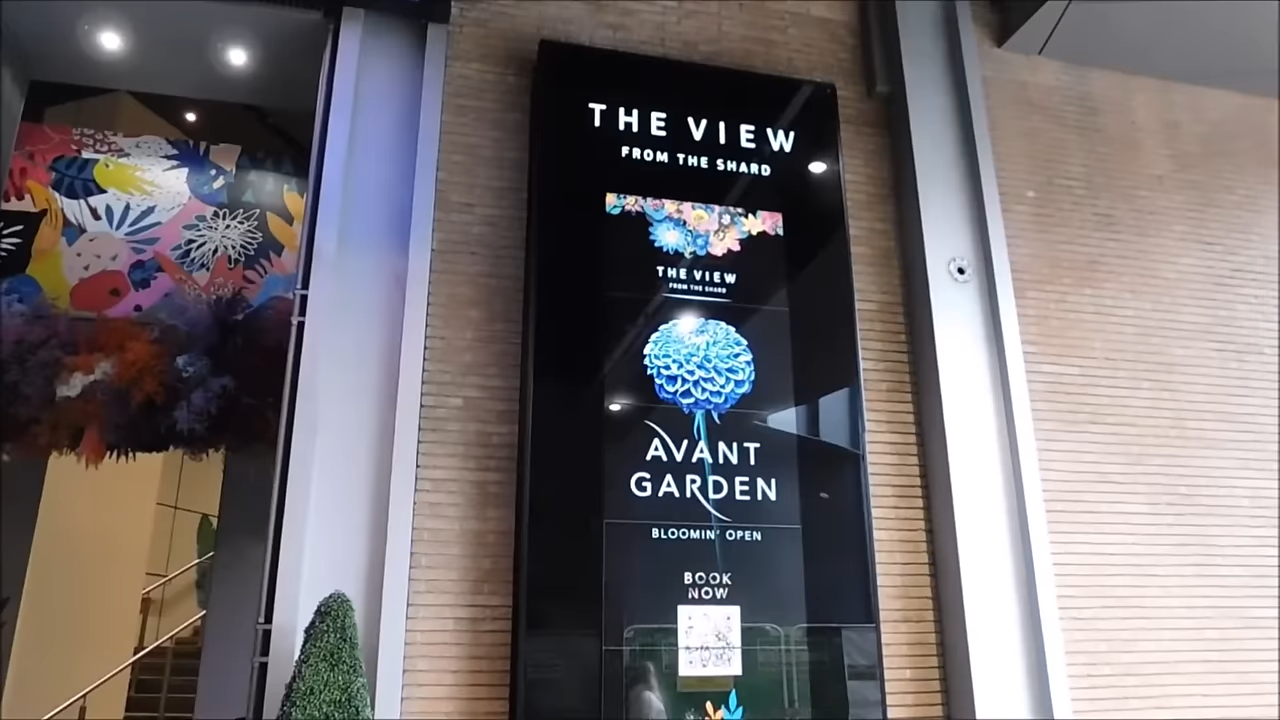 THE VIEW
FROM THE SHARD
THE VIEW
FROM THE SHARD
AVANT
GARDEN
BLOOMIN' OPEN
BOOK
NOW